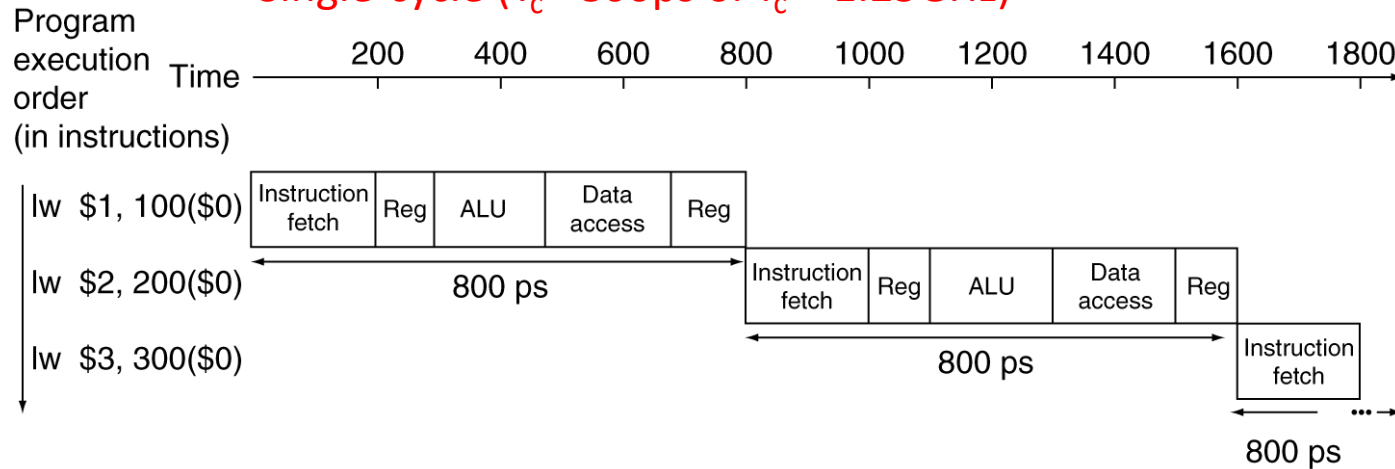 Program
execution
order
(in instructions)
Time
200 400 600 800 1000 1200 1400 1600 1800
lw $1, 100($0) Instruction fetch Reg ALU Data access Reg
800 ps
lw $2, 200($0) Instruction fetch Reg ALU Data access Reg
800 ps
lw $3, 300($0) Instruction fetch
•••
800 ps